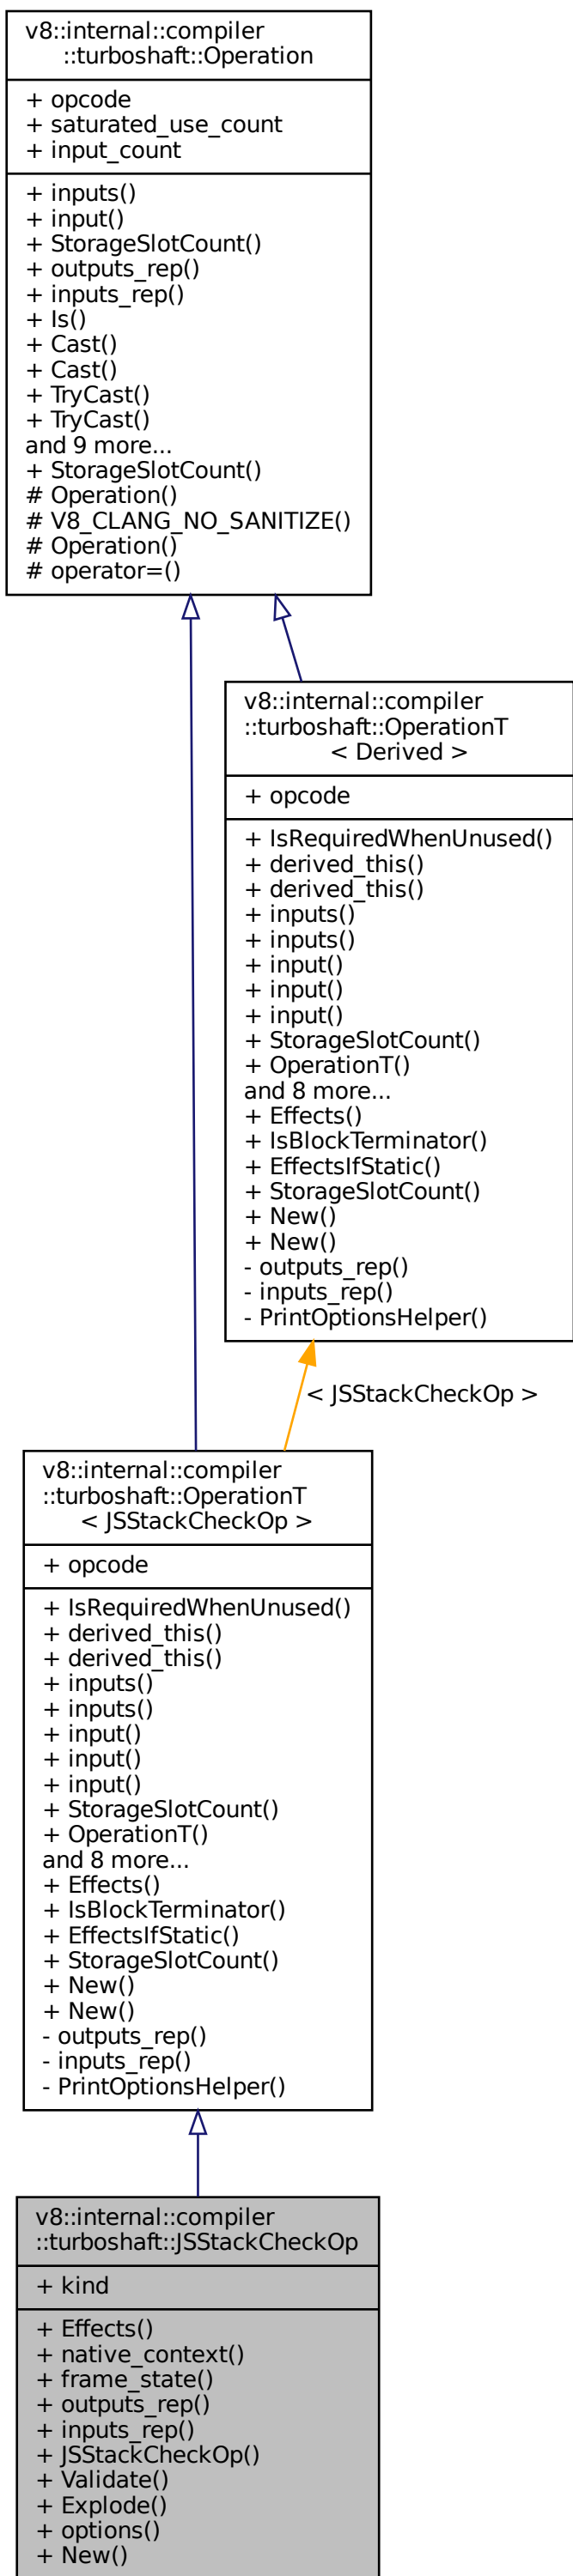 v8::internal::compiler
::turboshaft::Operation
+ opcode
+ saturated_use_count
+ input_count
+ inputs()
+ input()
+ StorageSlotCount()
+ outputs_rep()
+ inputs_rep()
+ Is()
+ Cast()
+ Cast()
+ TryCast()
+ TryCast()
and 9 more...
+ StorageSlotCount()
# Operation()
# V8_CLANG_NO_SANITIZE()
# Operation()
# operator=()
v8::internal::compiler
::turboshaft::OperationT
< Derived >
+ opcode
+ IsRequiredWhenUnused()
+ derived_this()
+ derived_this()
+ inputs()
+ inputs()
+ input()
+ input()
+ input()
+ StorageSlotCount()
+ OperationT()
and 8 more...
+ Effects()
+ IsBlockTerminator()
+ EffectsIfStatic()
+ StorageSlotCount()
+ New()
+ New()
- outputs_rep()
- inputs_rep()
- PrintOptionsHelper()
< JSStackCheckOp >
v8::internal::compiler
::turboshaft::OperationT
< JSStackCheckOp >
+ opcode
+ IsRequiredWhenUnused()
+ derived_this()
+ derived_this()
+ inputs()
+ inputs()
+ input()
+ input()
+ input()
+ StorageSlotCount()
+ OperationT()
and 8 more...
+ Effects()
+ IsBlockTerminator()
+ EffectsIfStatic()
+ StorageSlotCount()
+ New()
+ New()
- outputs_rep()
- inputs_rep()
- PrintOptionsHelper()
v8::internal::compiler
::turboshaft::JSStackCheckOp
+ kind
+ Effects()
+ native_context()
+ frame_state()
+ outputs_rep()
+ inputs_rep()
+ JSStackCheckOp()
+ Validate()
+ Explode()
+ options()
+ New()